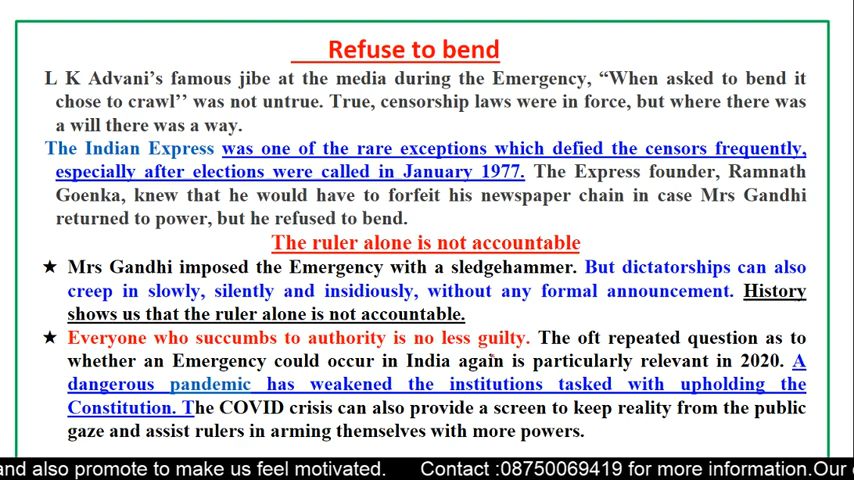 Refuse to bend
L K Advani's famous jibe at the media during the Emergency, “When asked to bend it
chose to crawl’’ was not untrue. True, censorship laws were in force, but where there was
a will there was a way.
The Indian Express was one of the rare exceptions which defied the censors frequently,
especially after elections were called in January 1977. The Express founder, Ramnath
Goenka, knew that he would have to forfeit his newspaper chain in case Mrs Gandhi
returned to power, but he refused to bend.
The ruler alone is not accountable
★ Mrs Gandhi imposed the Emergency with a sledgehammer. But dictatorships can also
creep in slowly, silently and insidiously, without any formal announcement. History
shows us that the ruler alone is not accountable.
★ Everyone who succumbs to authority is no less guilty. The oft repeated question as to
whether an Emergency could occur in India again is particularly relevant in 2020. A
dangerous pandemic has weakened the institutions tasked with upholding the
Constitution. The COVID crisis can also provide a screen to keep reality from the public
gaze and assist rulers in arming themselves with more powers.
and also promote to make us feel motivated. Contact :08750069419 for more information.Our